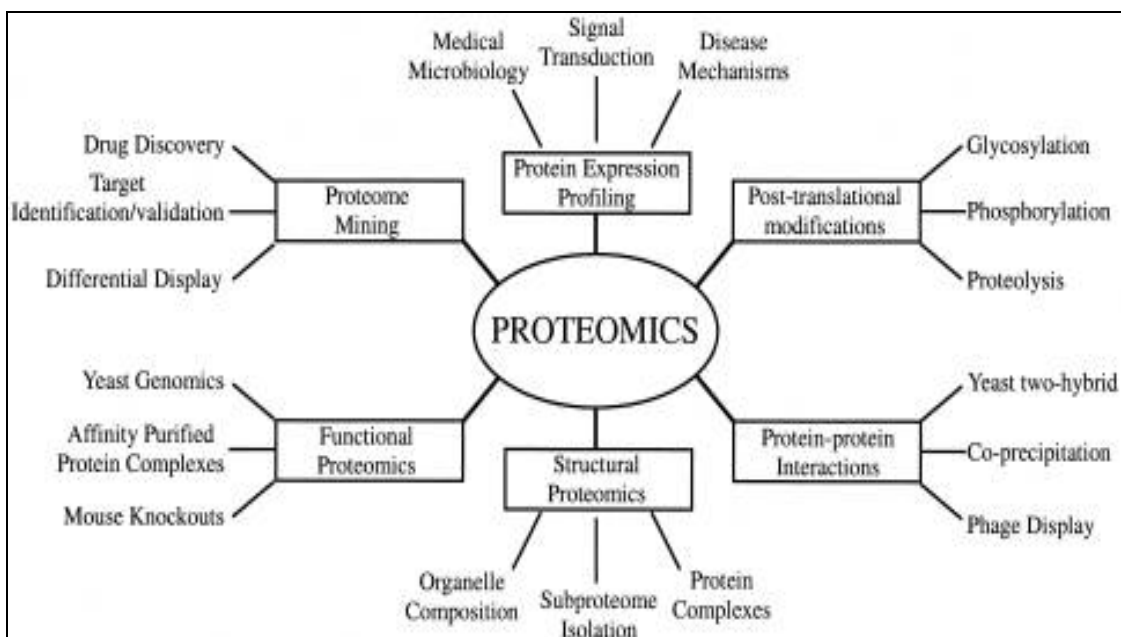 Medical
Microbiology
Signal
Transduction
Disease
Mechanisms
Protein Expression
Profiling
Drug Discovery
Target
Identification/validation
Differential Display
Proteome
Mining
Post-translational
modifications
Glycosylation
Phosphorylation
Proteolysis
PROTEOMICS
Yeast Genomics
Affinity Purified
Protein Complexes
Mouse Knockouts
Functional
Proteomics
Structural
Proteomics
Protein-protein
Interactions
Yeast two-hybrid
Co-precipitation
Phage Display
Organelle
Composition
Subproteome
Isolation
Protein
Complexes